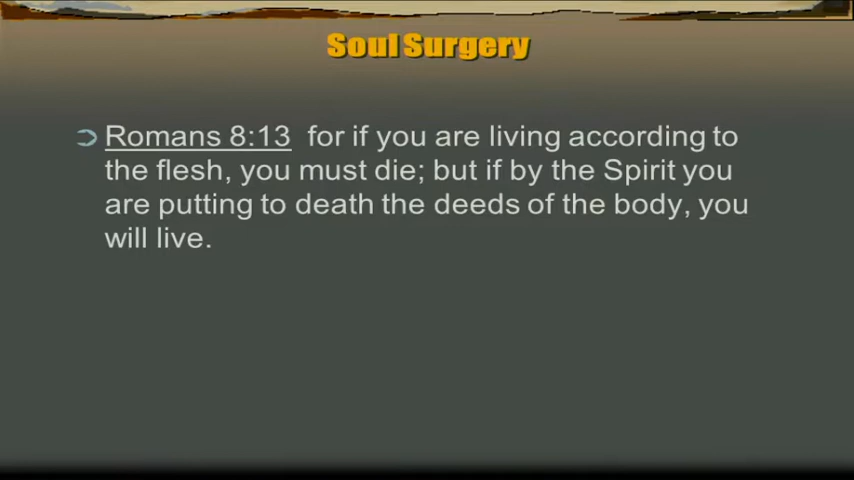 Soul Surgery
Romans 8:13 for if you are living according to
the flesh, you must die; but if by the Spirit you
are putting to death the deeds of the body, you
will live.